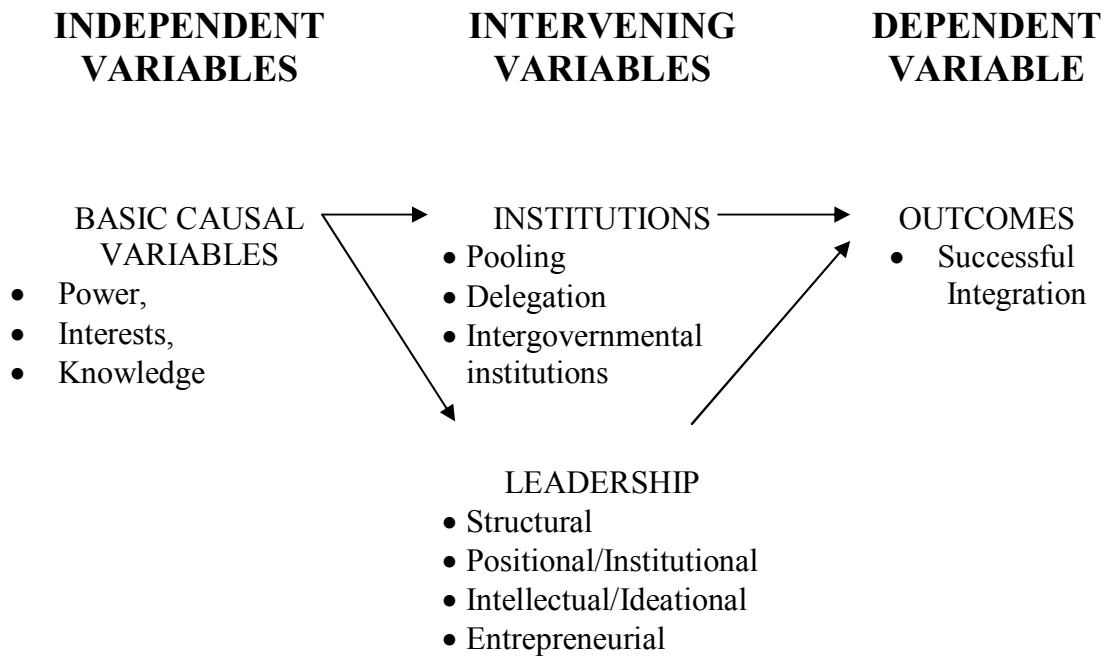 INDEPENDENT
VARIABLES
INTERVENING
VARIABLES
DEPENDENT
VARIABLE
BASIC CAUSAL
VARIABLES
• Power,
• Interests,
• Knowledge
INSTITUTIONS
• Pooling
• Delegation
• Intergovernmental
institutions
OUTCOMES
• Successful
Integration
LEADERSHIP
• Structural
• Positional/Institutional
• Intellectual/Ideational
• Entrepreneurial